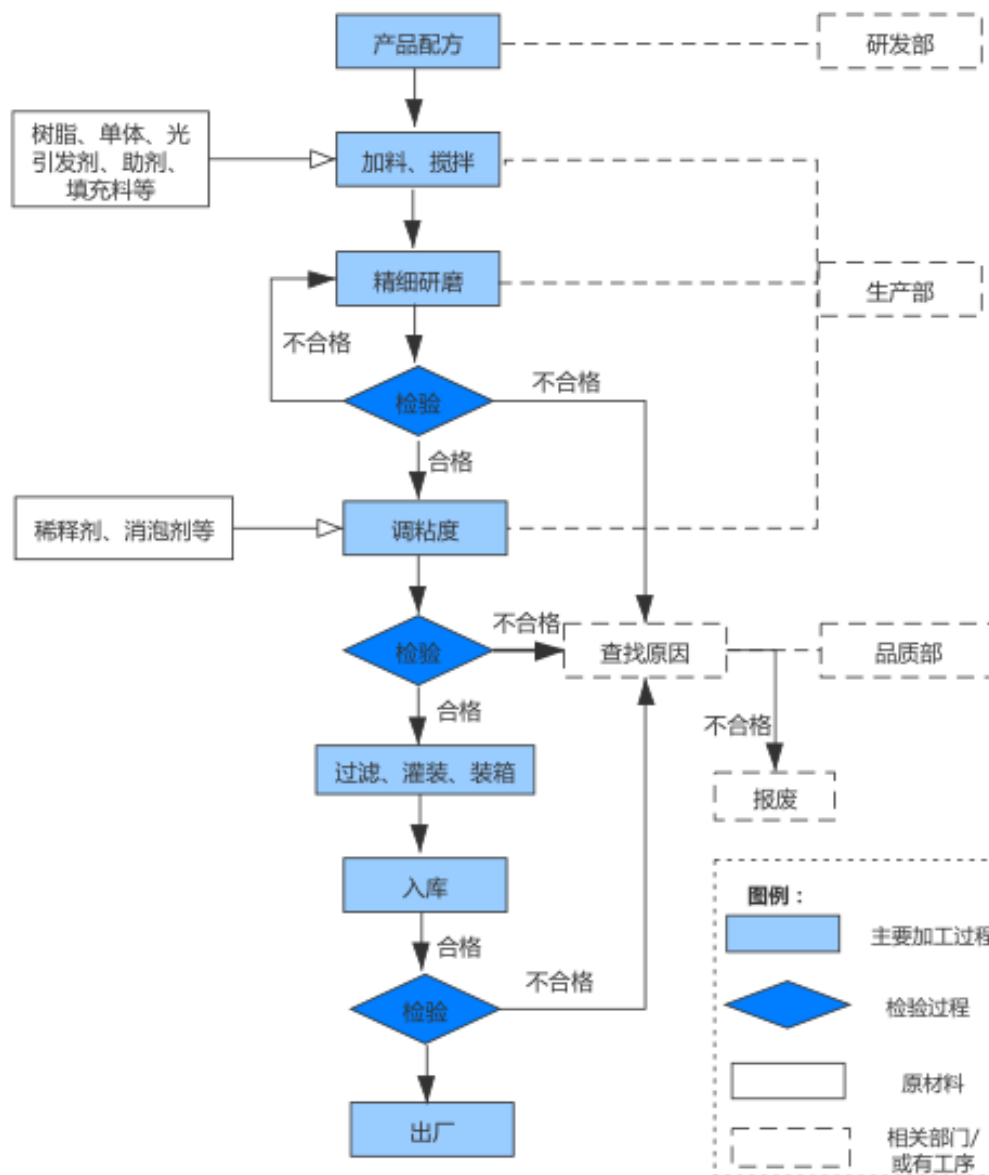 产品配方
研发部
树脂、单体、光
引发剂、助剂、
填充料等
加料、搅拌
精细研磨
生产部
不合格
不合格
检验
合格
稀释剂、消泡剂等
调粘度
不合格
检验
查找原因
品质部
合格
不合格
过滤、灌装、装箱
报废
入库
图例：
主要加工过程
合格
不合格
检验
检验过程
原材料
出厂
相关部门/
或有工序